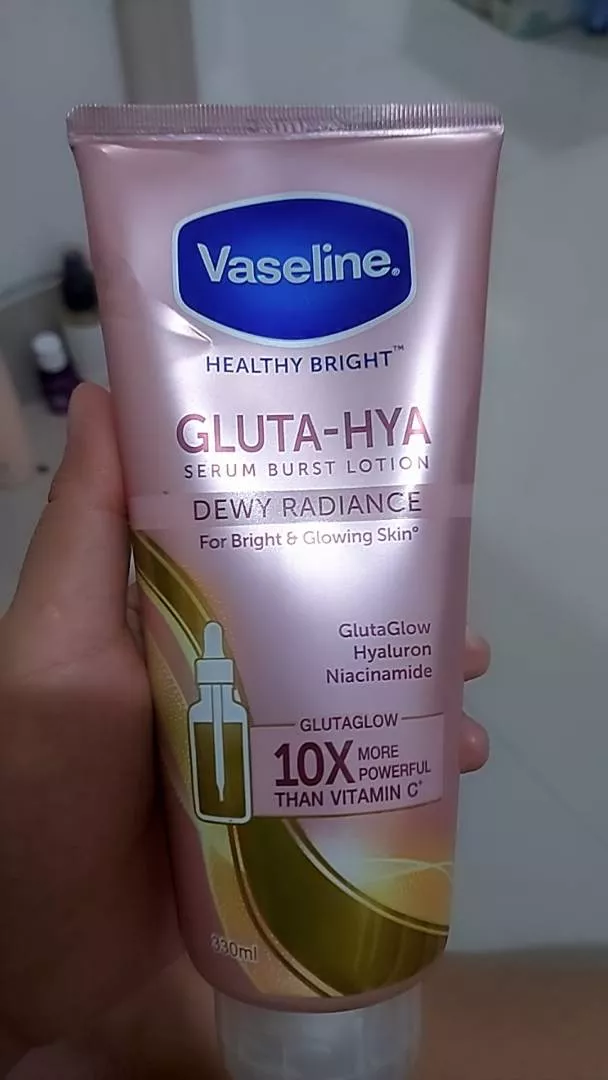 Vaseline®
HEALTHY BRIGHT™
GLUTA-HYA
SERUM BURST LOTION
DEWY RADIANCE
For Bright & Glowing Skin°
GlutaGlow
Hyaluron
Niacinamide
GLUTAGLOW
10X MORE
POWERFUL
THAN VITAMIN C⁺
330ml